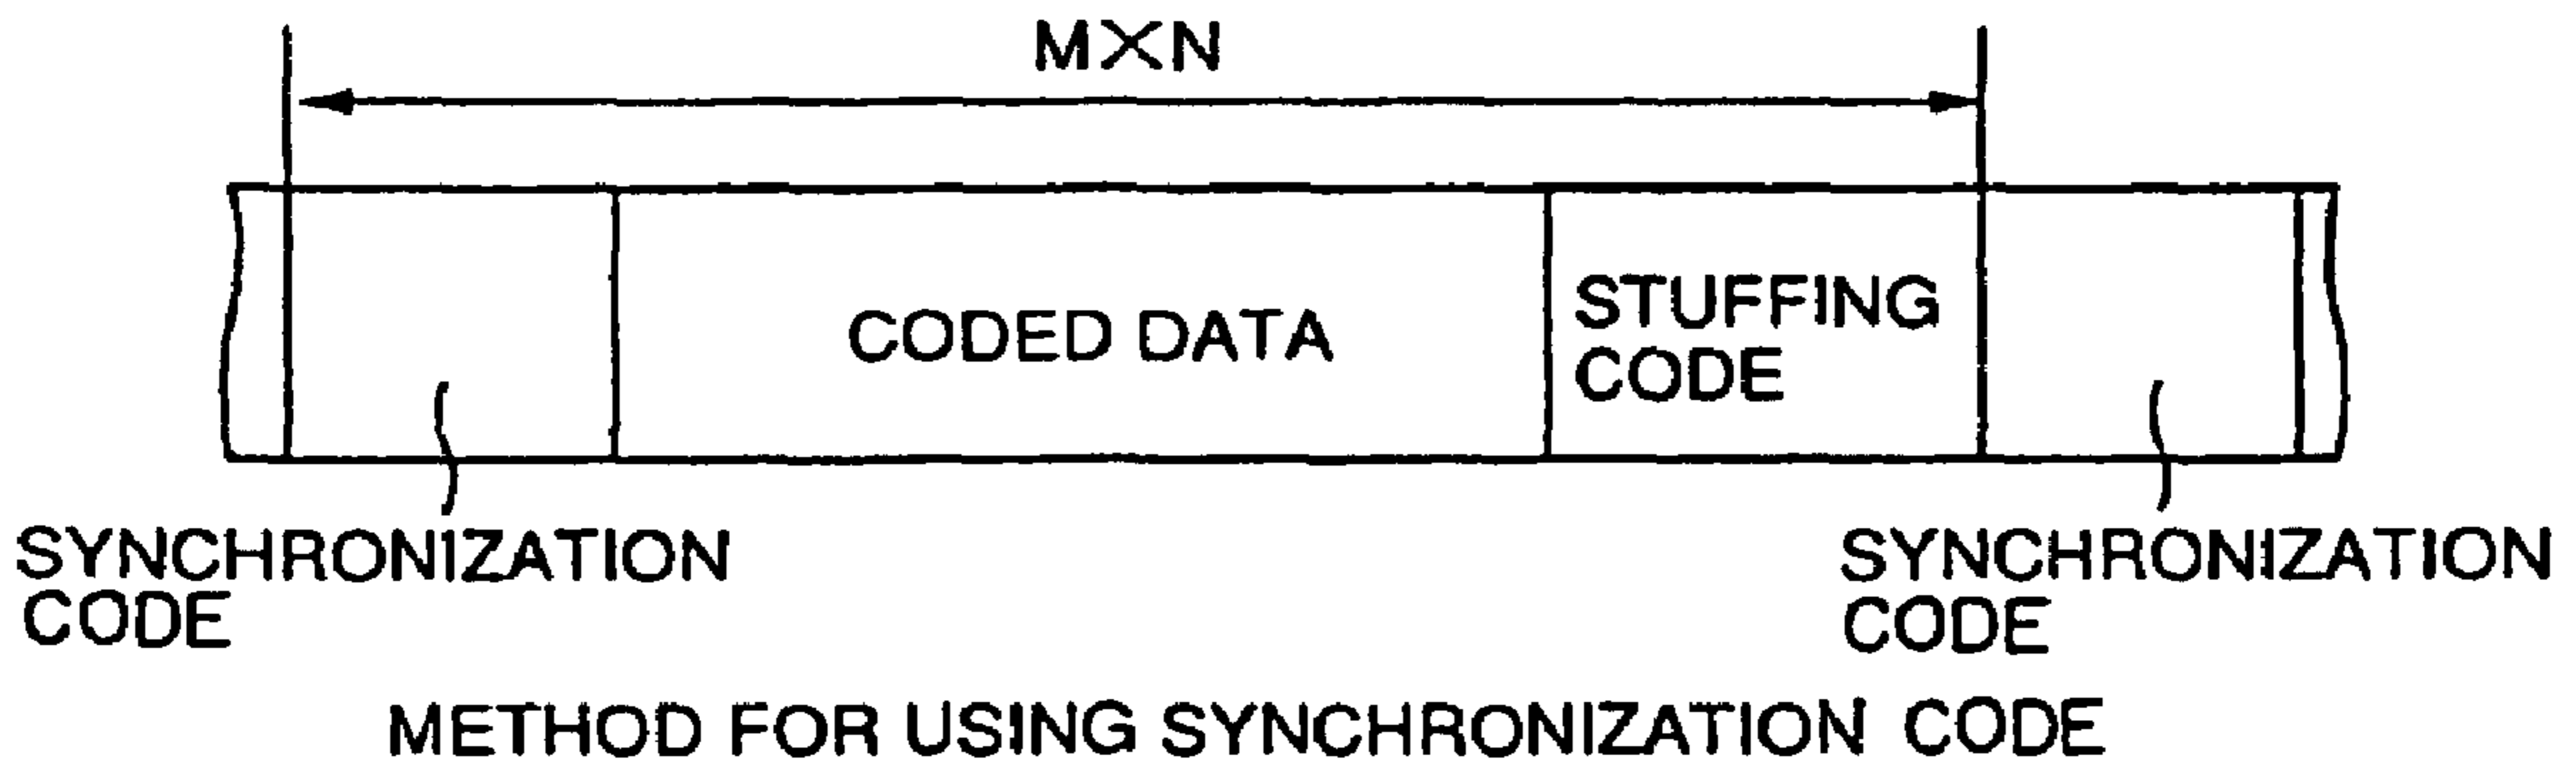 M×N
CODED DATA
STUFFING
CODE
SYNCHRONIZATION
CODE
SYNCHRONIZATION
CODE
METHOD FOR USING SYNCHRONIZATION CODE